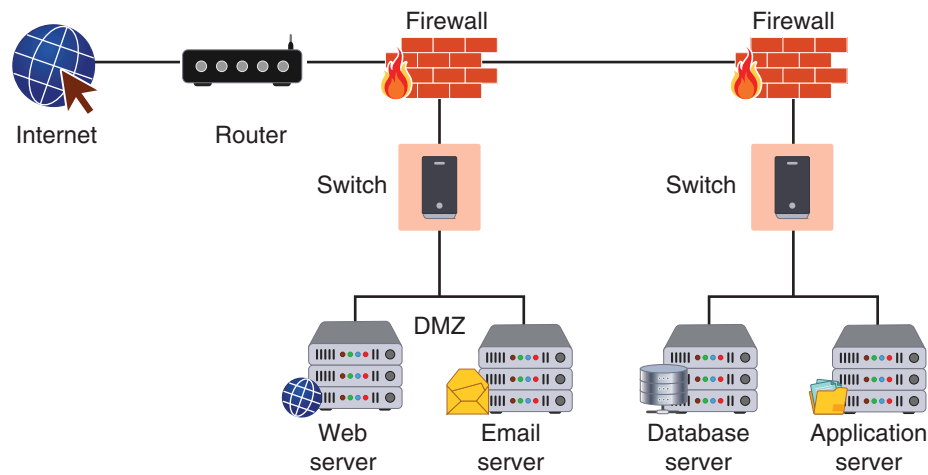 Firewall
Firewall
Internet
Router
Switch
Switch
DMZ
Web
server
Email
server
Database
server
Application
server